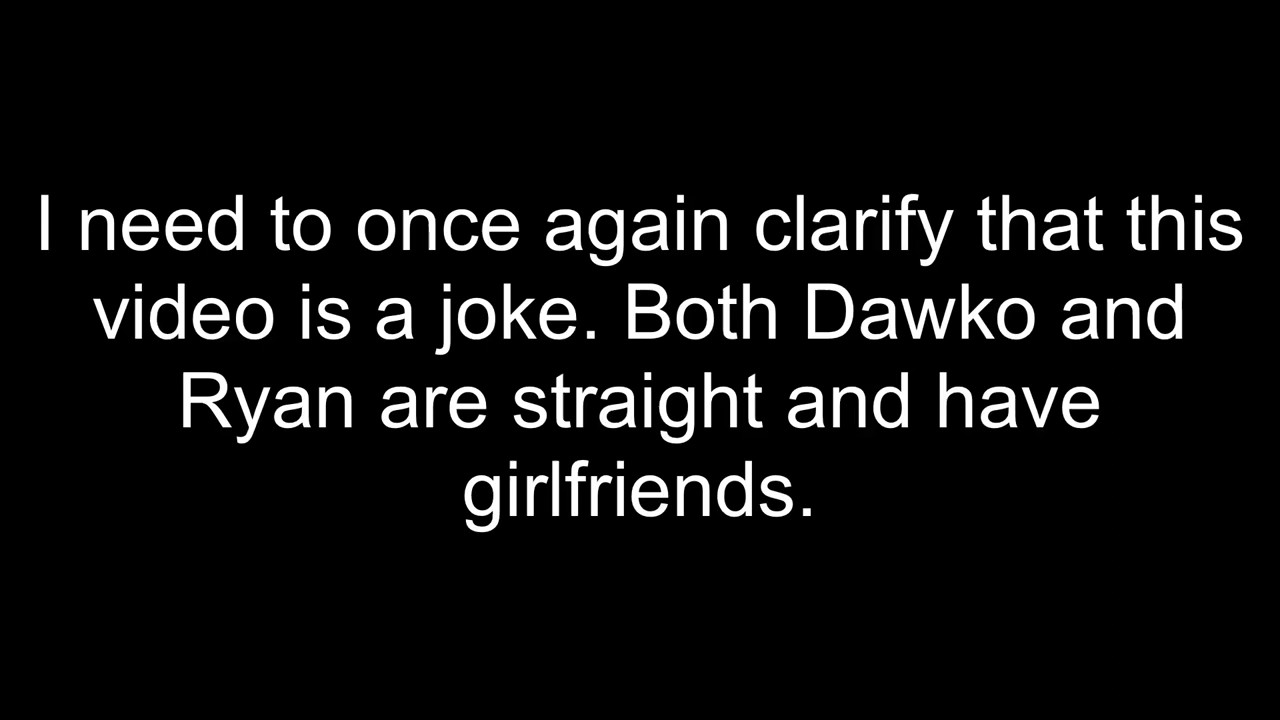 I need to once again clarify that this
video is a joke. Both Dawko and
Ryan are straight and have
girlfriends.